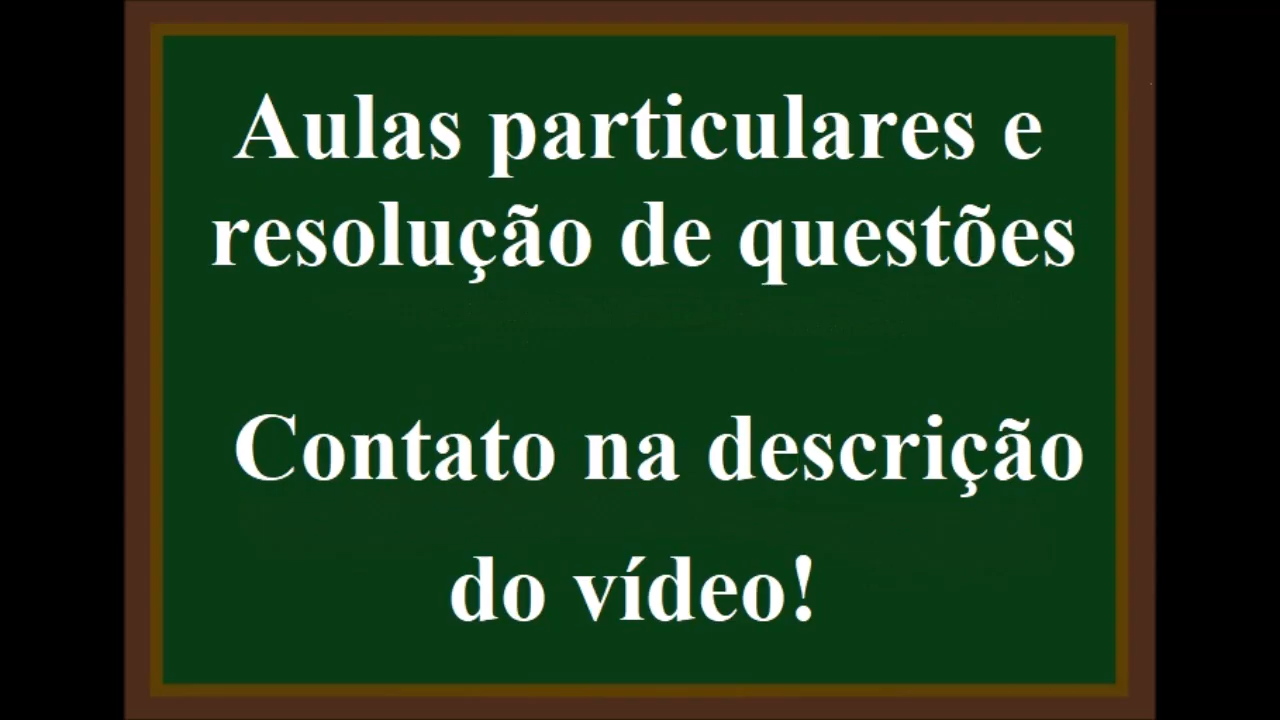 Aulas particulares e
resolução de questões
Contato na descrição
do vídeo!